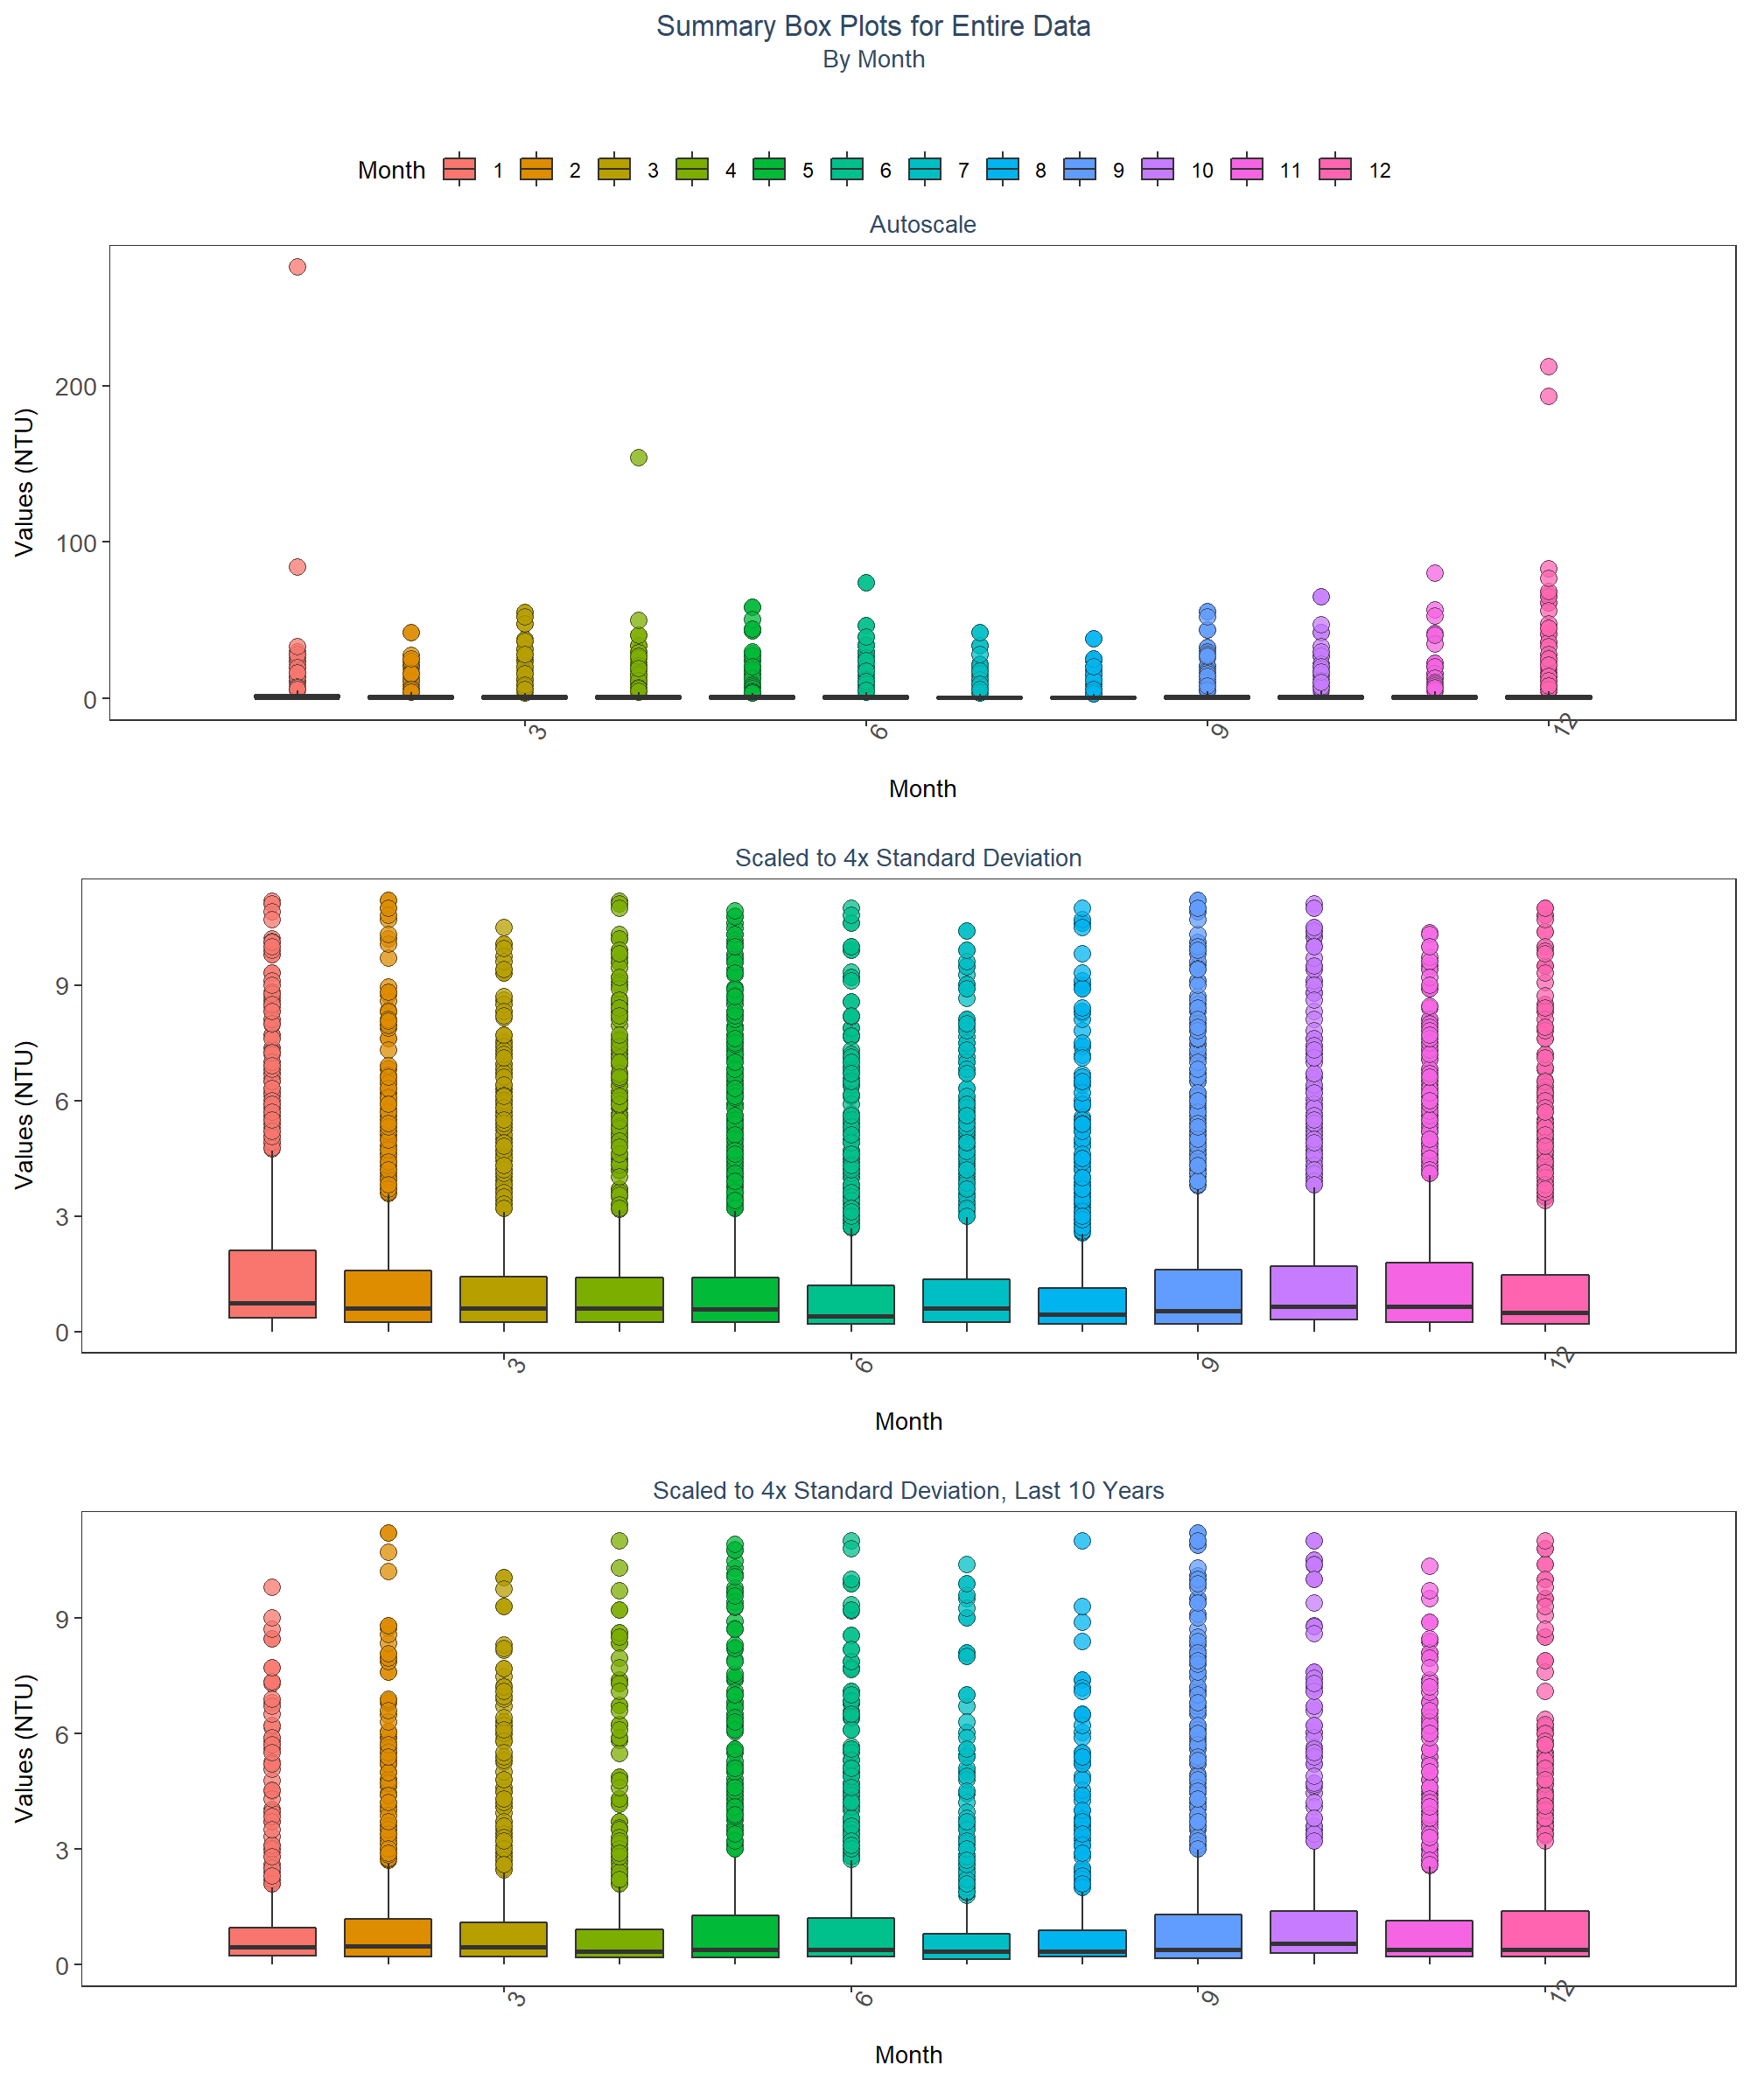 Summary Box Plots for Entire Data
By Month
Month 1 2 3 4 5 6 7 8 9 10 11 12
Autoscale
Values (NTU)
200
100
0
3 6 9 12
Month
Scaled to 4x Standard Deviation
Values (NTU)
9
6
3
0
3 6 9 12
Month
Scaled to 4x Standard Deviation, Last 10 Years
Values (NTU)
9
6
3
0
3 6 9 12
Month